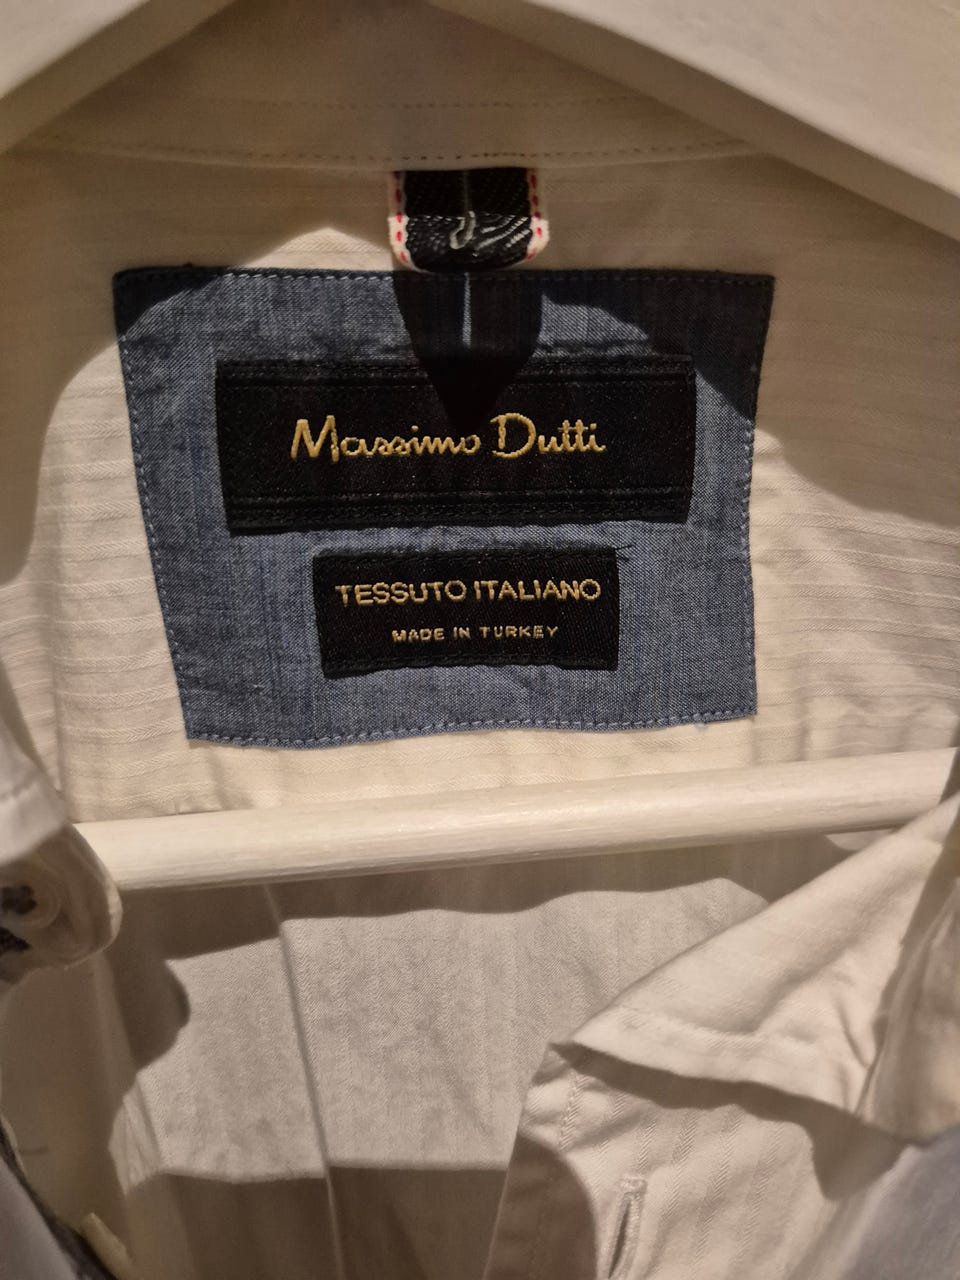 Massimo Dutti
TESSUTO ITALIANO
MADE IN TURKEY